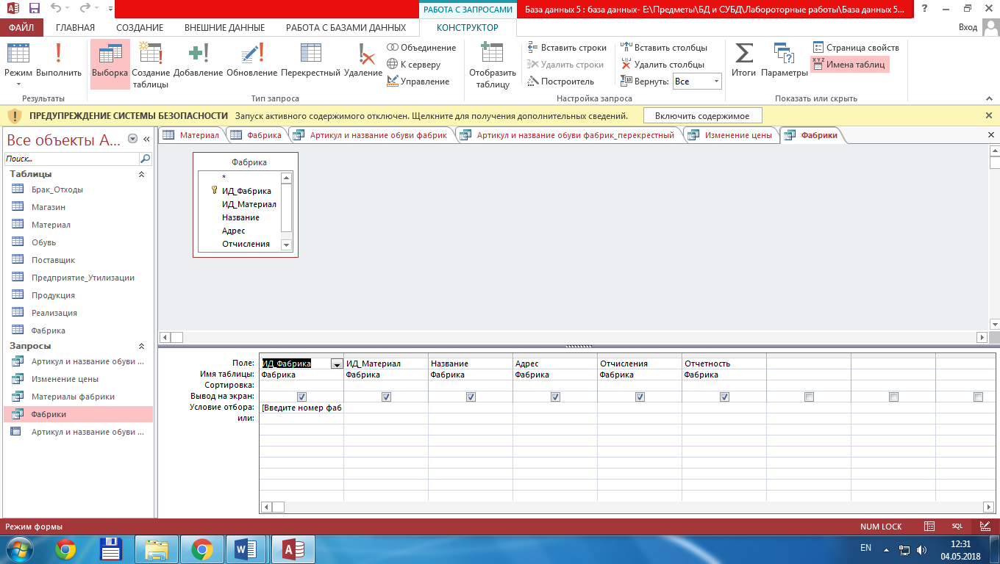 РАБОТА С ЗАПРОСАМИ
База данных 5 : база данных- E:\Предметы\БД и СУБД\Лабороторные работы\База данных 5...
ФАЙЛ ГЛАВНАЯ СОЗДАНИЕ ВНЕШНИЕ ДАННЫЕ РАБОТА С БАЗАМИ ДАННЫХ КОНСТРУКТОР Вход
Режим Выполнить Выборка Создание таблицы Добавление Обновление Перекрестный Удаление
Объединение
К серверу
Управление
Отобразить таблицу
Вставить строки
Удалить строки
Построитель
Вставить столбцы
Удалить столбцы
Вернуть: Все
Итоги Параметры
Страница свойств
Имена таблиц
Результаты Тип запроса Настройка запроса Показать или скрыть
ПРЕДУПРЕЖДЕНИЕ СИСТЕМЫ БЕЗОПАСНОСТИ Запуск активного содержимого отключен. Щелкните для получения дополнительных сведений. Включить содержимое
Все объекты A...
Поиск...
Таблицы
Брак_Отходы
Магазин
Материал
Обувь
Поставщик
Предприятие_Утилизации
Продукция
Реализация
Фабрика
Запросы
Артикул и название обуви ...
Изменение цены
Материалы фабрики
Фабрики
Артикул и название обуви ...
Материал Фабрика Артикул и название обуви фабрик Артикул и название обуви фабрик_перекрестный Изменение цены Фабрики
Фабрика
*
ИД_Фабрика
ИД_Материал
Название
Адрес
Отчисления
Поле: ИД_Фабрика ИД_Материал Название Адрес Отчисления Отчетность
Имя таблицы: Фабрика Фабрика Фабрика Фабрика Фабрика Фабрика
Сортировка:
Вывод на экран:
Условие отбора: [Введите номер фаб
или:
Режим формы NUM LOCK SQL
EN 12:31
04.05.2018